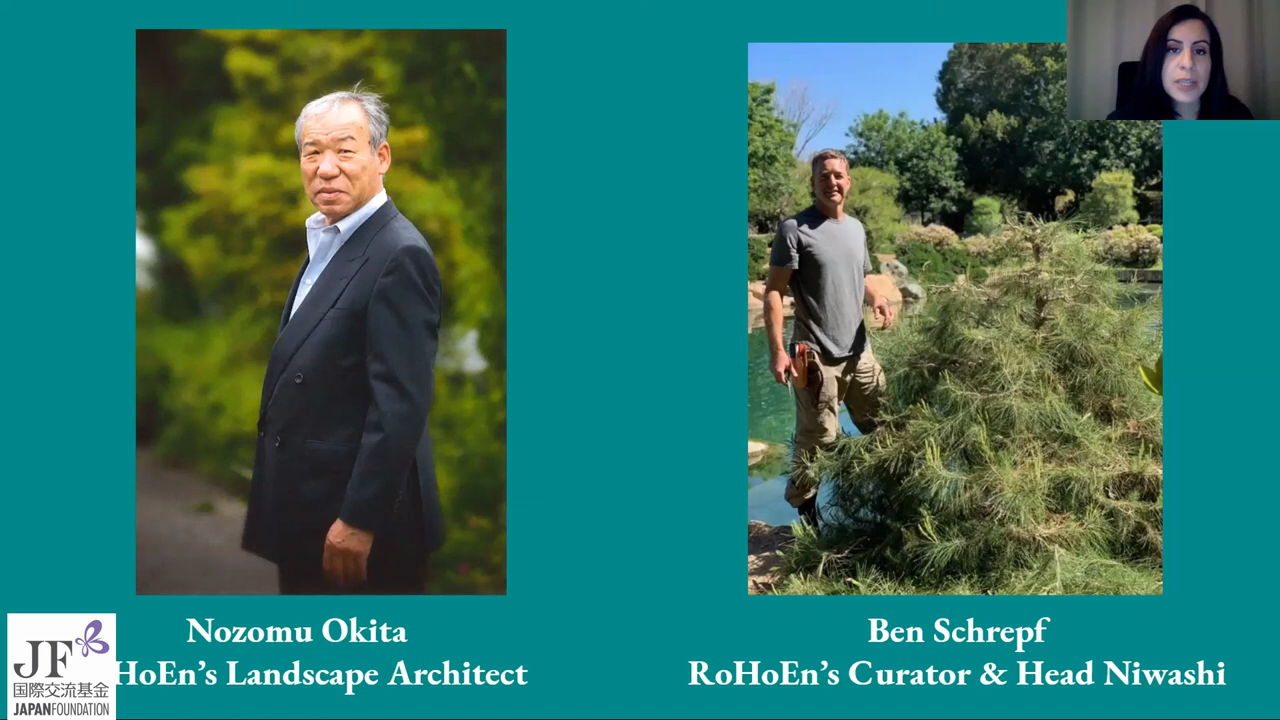 Nozomu Okita
HoEn's Landscape Architect
Ben Schrepf
RoHoEn's Curator & Head Niwashi
JF
国際交流基金
JAPANFOUNDATION